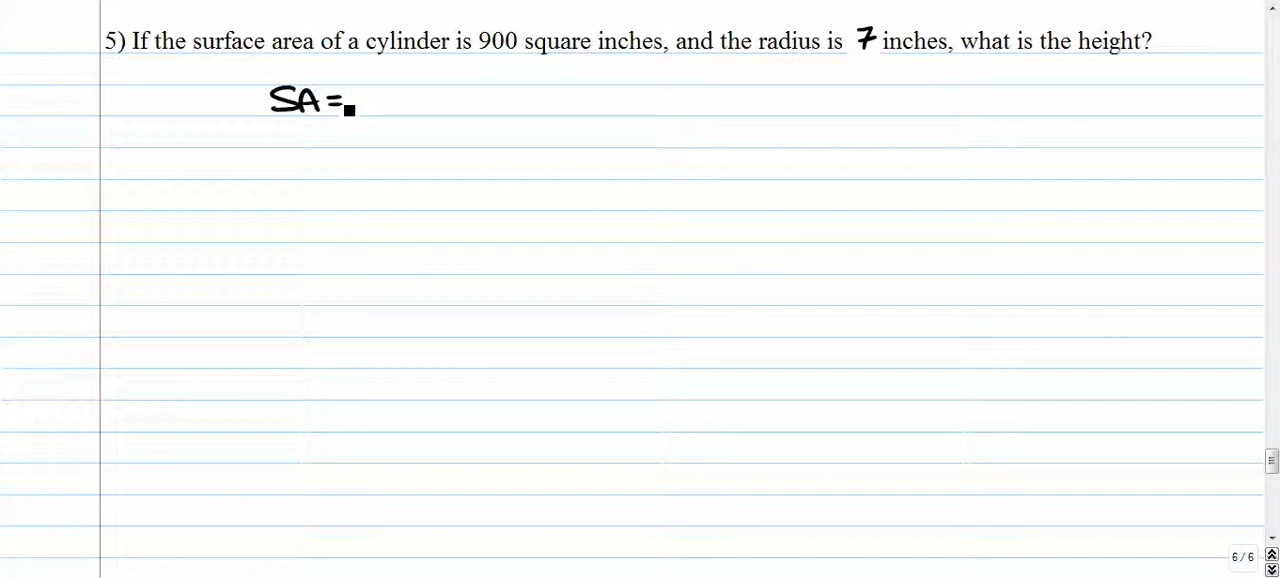 5) If the surface area of a cylinder is 900 square inches, and the radius is 7 inches, what is the height?
SA=
6/6